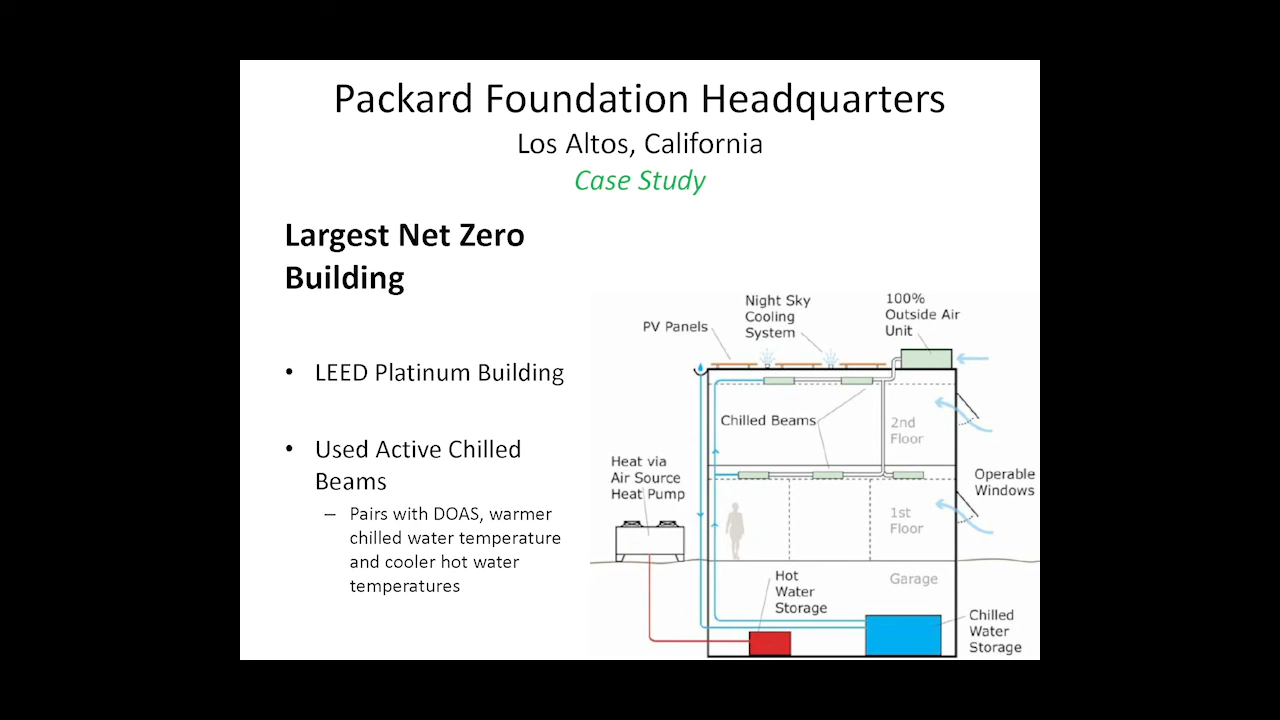 Packard Foundation Headquarters
Los Altos, California
Case Study
Largest Net Zero
Building
• LEED Platinum Building
• Used Active Chilled
Beams
– Pairs with DOAS, warmer
chilled water temperature
and cooler hot water
temperatures
PV Panels
Night Sky
Cooling
System
100%
Outside Air
Unit
Chilled Beams
2nd
Floor
Heat via
Air Source
Heat Pump
Operable
Windows
1st
Floor
Garage
Hot
Water
Storage
Chilled
Water
Storage